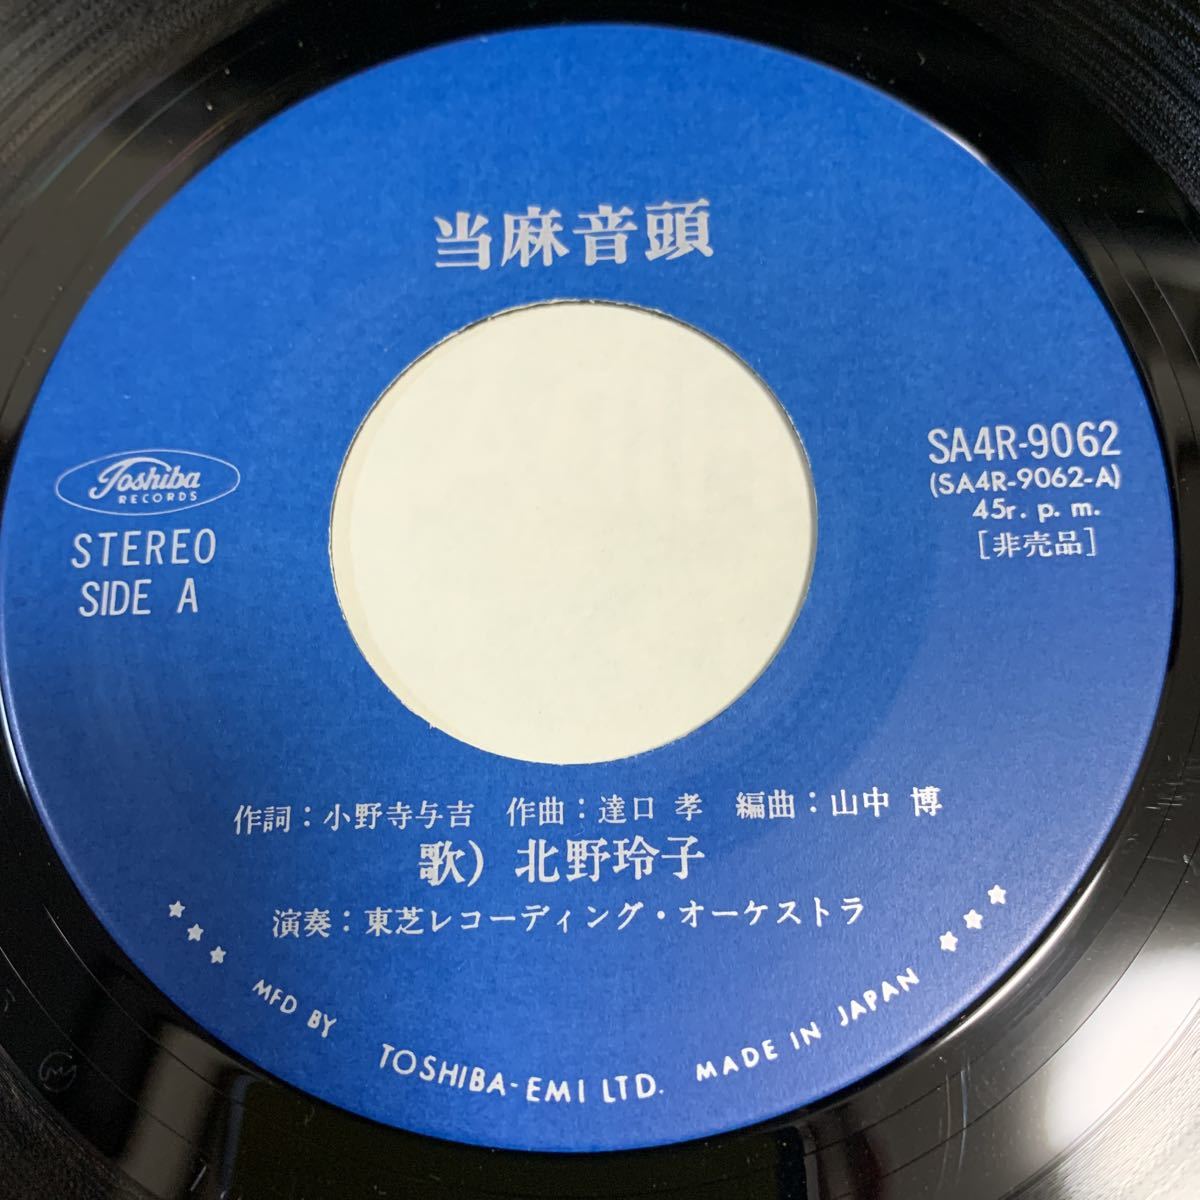 当麻音頭
Toshiba
RECORDS
STEREO
SIDE A
SA4R-9062
(SA4R-9062-A)
45r. p. m.
[非売品]
作詞：小野寺与吉 作曲：達口 孝 編曲：山中 博
歌）北野玲子
演奏：東芝レコーディング・オーケストラ
MFD BY TOSHIBA-EMI LTD. MADE IN JAPAN